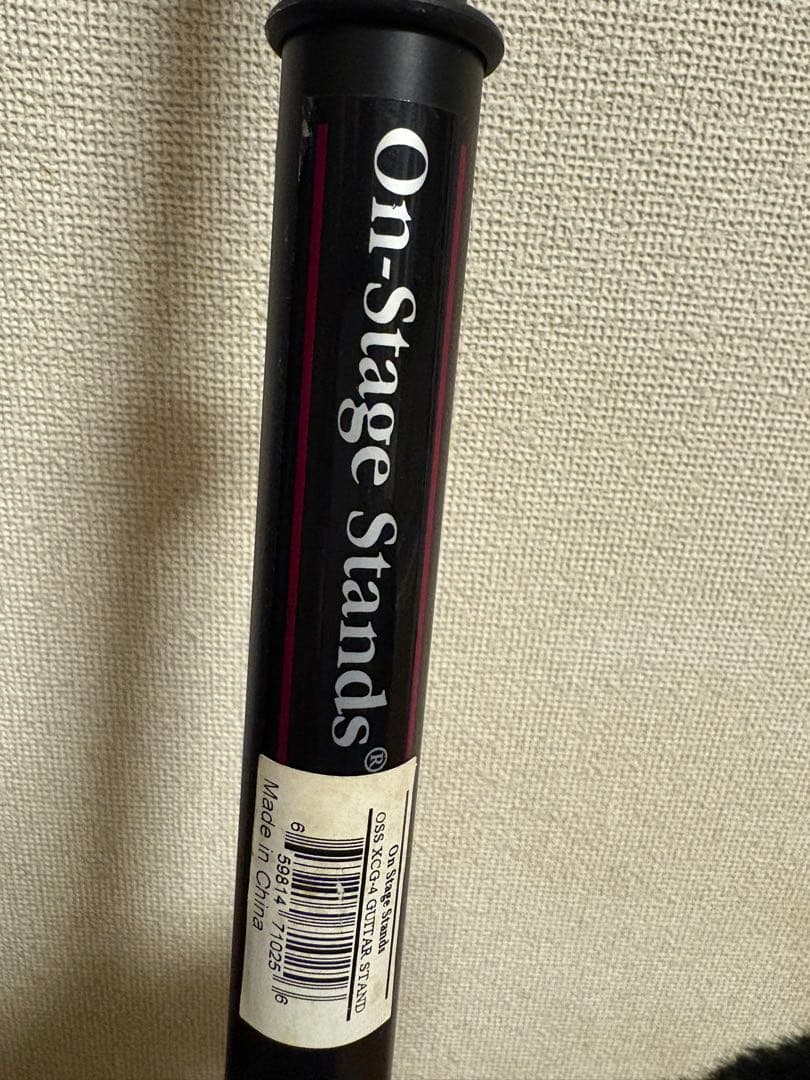 On-Stage Stands®
On Stage Stands
OSS XCG-4 GUITAR STAND
6 59814 71025 6
Made in China